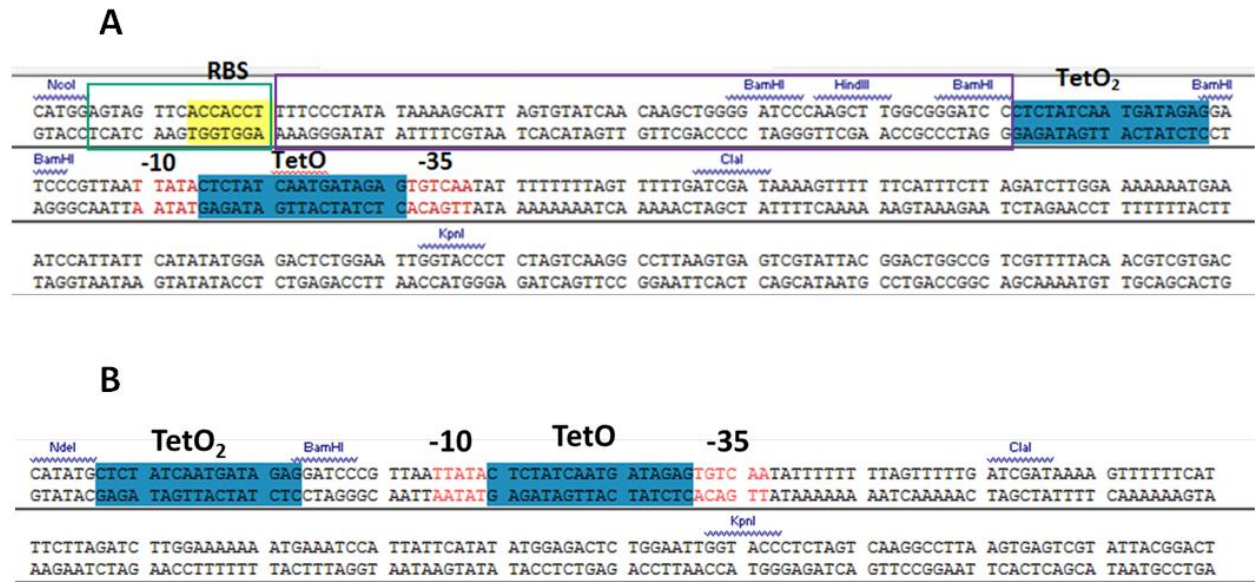 A
RBS
TetO2
NcoI BamHI HindIII BamHI BamHI
CATGGAGTAG TTCACCACCT TTTCCCTATA TAAAAGCATT AGTGTATCAA CAAGCTGGGG ATCCCAAGCT TGGCGGGATC CCTCTATCAA TGATAGAGGA
GTACCTCATC AAGTGGTGGA AAAGGGATAT ATTTTCGTAA TCACATAGTT GTTCGACCCC TAGGGTTCGA ACCGCCCTAG GGAGATAGTT ACTATCTCCT
BamHI -10 TetO -35 ClaI
TCCCGTTAAT TATACTCTAT CAATGATAGAG TGTCAATAT TTTTTTTAGT TTTTGATCGA TAAAAGTTTT TTCATTTCTT AGATCTTGGA AAAAAATGAA
AGGGCAATTA ATATGAGATA GTTACTATCTC ACAGTTATA AAAAAAATCA AAAACTAGCT ATTTTCAAAA AAGTAAAGAA TCTAGAACCT TTTTTTACTT
KpnI
ATCCATTATT CATATATGGA GACTCTGGAA TTGGTACCCT CTAGTCAAGG CCTTAAGTGA GTCGTATTAC GGACTGGCCG TCGTTTTACA ACGTCGTGAC
TAGGTAATAA GTATATACCT CTGAGACCTT AACCATGGGA GATCAGTTCC GGAATTCACT CAGCATAATG CCTGACCGGC AGCAAAATGT TGCAGCACTG
B
NdeI TetO2 BamHI -10 TetO -35 ClaI
CATATGCTCT ATCAATGATA GAGGATCCCG TTAATTATAC TCTATCAATG ATAGAGTGTC AATATTTTTT TTAGTTTTTG ATCGATAAAA GTTTTTTCAT
GTATACGAGA TAGTTACTAT CTCCTAGGGC AATTAATATG AGATAGTTAC TATCTCACAG TTATAAAAAA AATCAAAAAC TAGCTATTTT CAAAAAAGTA
KpnI
TTCTTAGATC TTGGAAAAAA ATGAAATCCA TTATTCATAT ATGGAGACTC TGGAATTGGT ACCCTCTAGT CAAGGCCTTA AGTGAGTCGT ATTACGGACT
AAGAATCTAG AACCTTTTTT TACTTTAGGT AATAAGTATA TACCTCTGAG ACCTTAACCA TGGGAGATCA GTTCCGGAAT TCACTCAGCA TAATGCCTGA